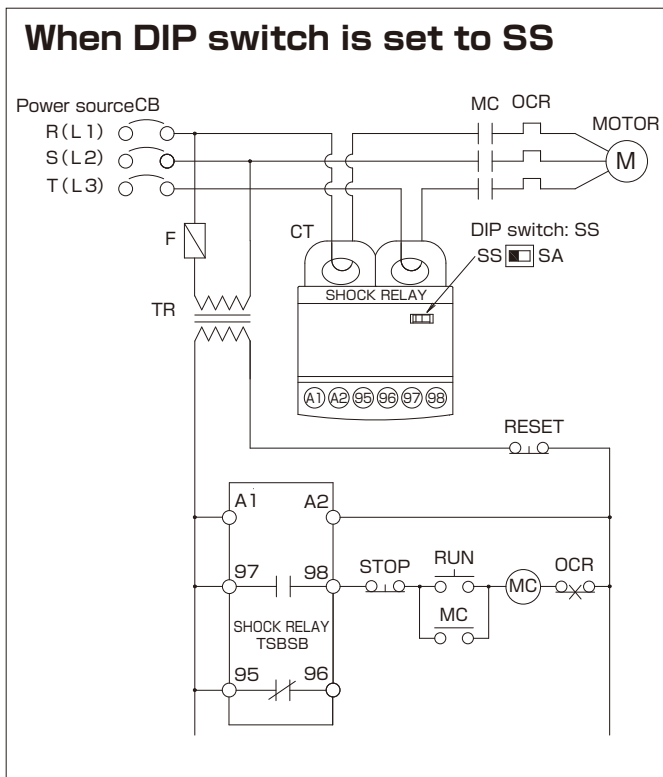 When DIP switch is set to SS
Power source CB
MC OCR
R(L1)
MOTOR
S(L2)
M
T(L3)
F
CT
DIP switch: SS
SS SA
SHOCK RELAY
TR
A1 A2 95 96 97 98
RESET
A1 A2
97 98
STOP
RUN
MC
OCR
MC
SHOCK RELAY
TSBSB
95 96